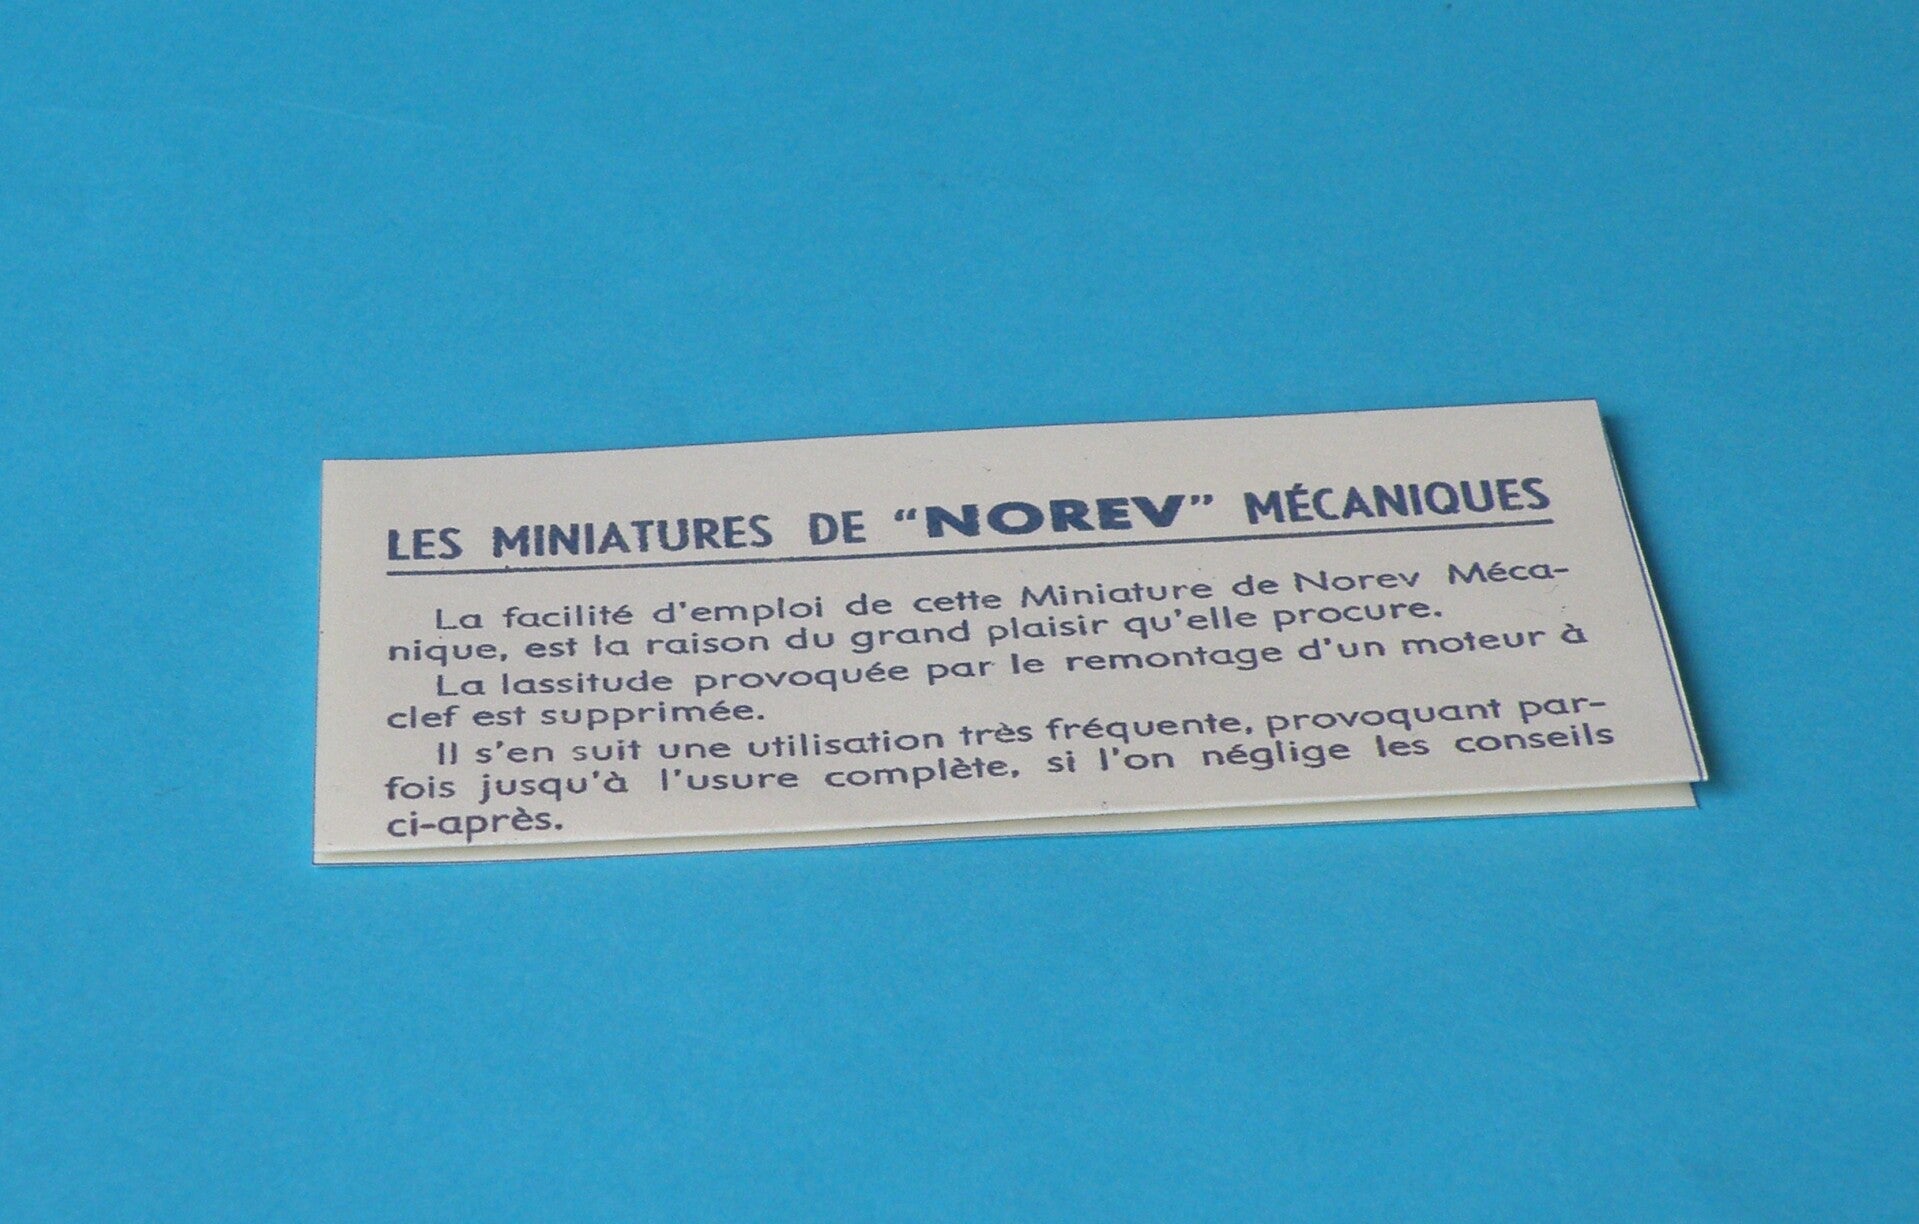 LES MINIATURES DE “NOREV” MÉCANIQUES
La facilité d'emploi de cette Miniature de Norev Méca-
nique, est la raison du grand plaisir qu'elle procure.
La lassitude provoquée par le remontage d'un moteur à
clef est supprimée.
Il s'en suit une utilisation très fréquente, provoquant par-
fois jusqu'à l'usure complète, si l'on néglige les conseils
ci-après.